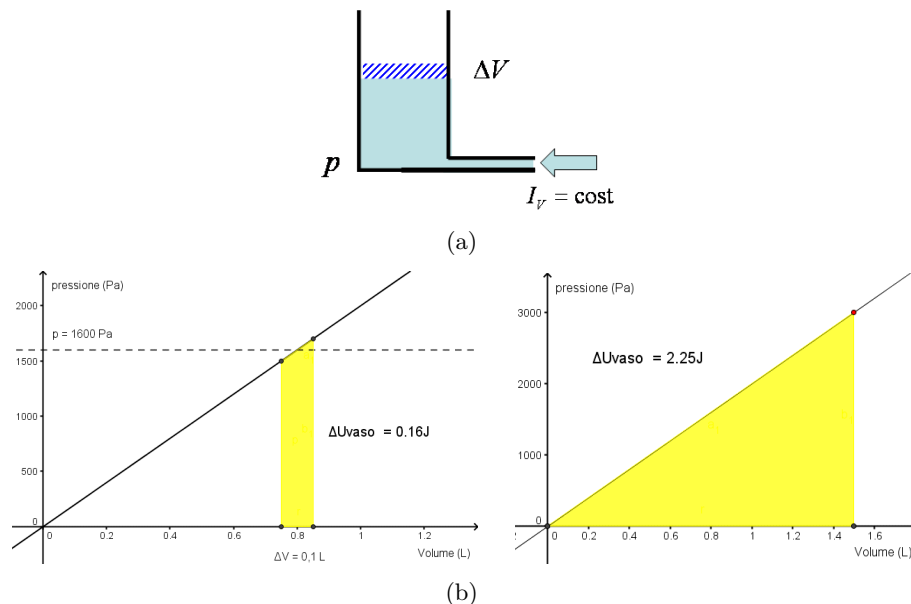 ΔV
p
I_V = cost
(a)
pressione (Pa)
2000
p = 1600 Pa
1500
ΔUvaso = 0.16J
1000
500
0
0 0.2 0.4 0.6 0.8 1 1.2
ΔV = 0,1 L
Volume (L)
pressione (Pa)
3000
ΔUvaso = 2.25J
2000
1000
0
0 0.2 0.4 0.6 0.8 1 1.2 1.4 1.6
Volume (L)
(b)